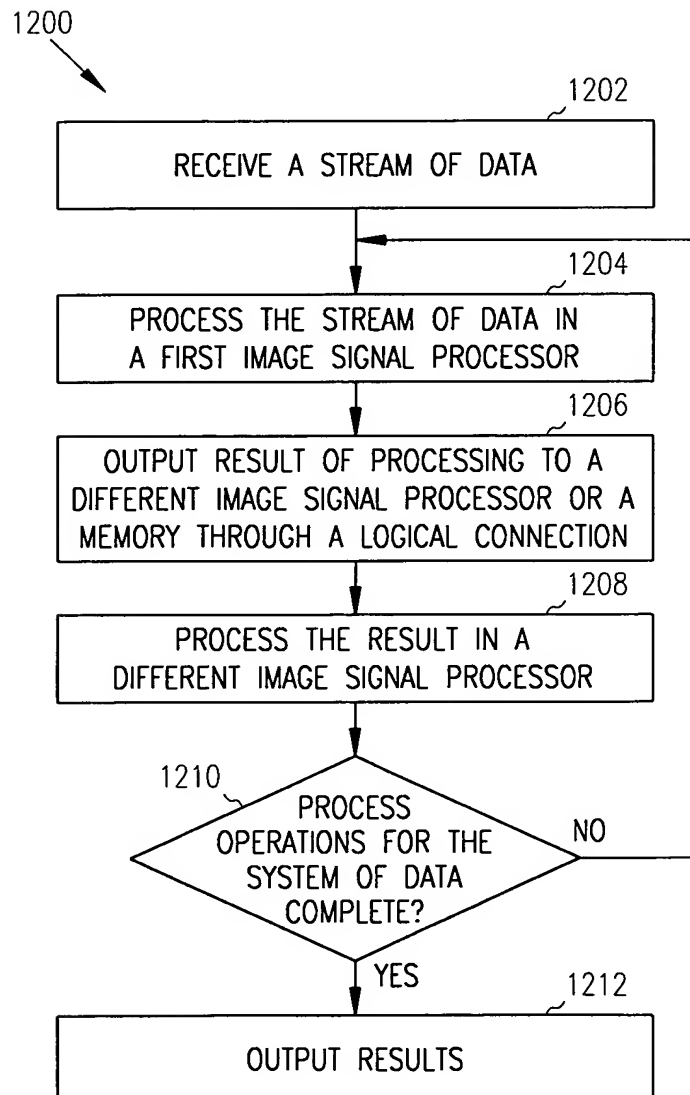 1200
1202
RECEIVE A STREAM OF DATA
1204
PROCESS THE STREAM OF DATA IN
A FIRST IMAGE SIGNAL PROCESSOR
1206
OUTPUT RESULT OF PROCESSING TO A
DIFFERENT IMAGE SIGNAL PROCESSOR OR A
MEMORY THROUGH A LOGICAL CONNECTION
1208
PROCESS THE RESULT IN A
DIFFERENT IMAGE SIGNAL PROCESSOR
1210
PROCESS
OPERATIONS FOR THE
SYSTEM OF DATA
COMPLETE?
NO
YES
1212
OUTPUT RESULTS